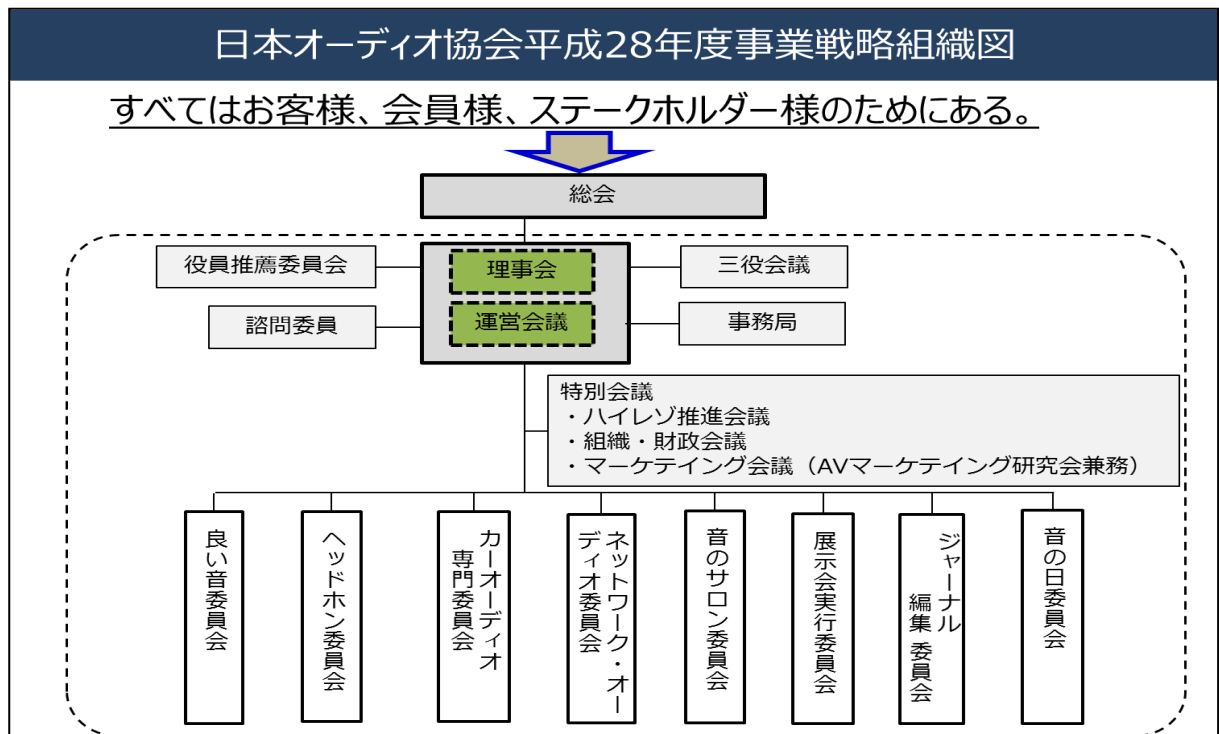 日本オーディオ協会平成28年度事業戦略組織図
すべてはお客様、会員様、ステークホルダー様のためにある。
総会
役員推薦委員会
理事会
三役会議
諮問委員
運営会議
事務局
特別会議
・ハイレゾ推進会議
・組織・財政会議
・マーケテイング会議（AVマーケテイング研究会兼務）
良い音委員会
ヘッドホン委員会
カーオーディオ
専門委員会
ネットワーク・オー
ディオ委員会
音のサロン委員会
展示会実行委員会
ジャーナル
編集 委員会
音の日委員会